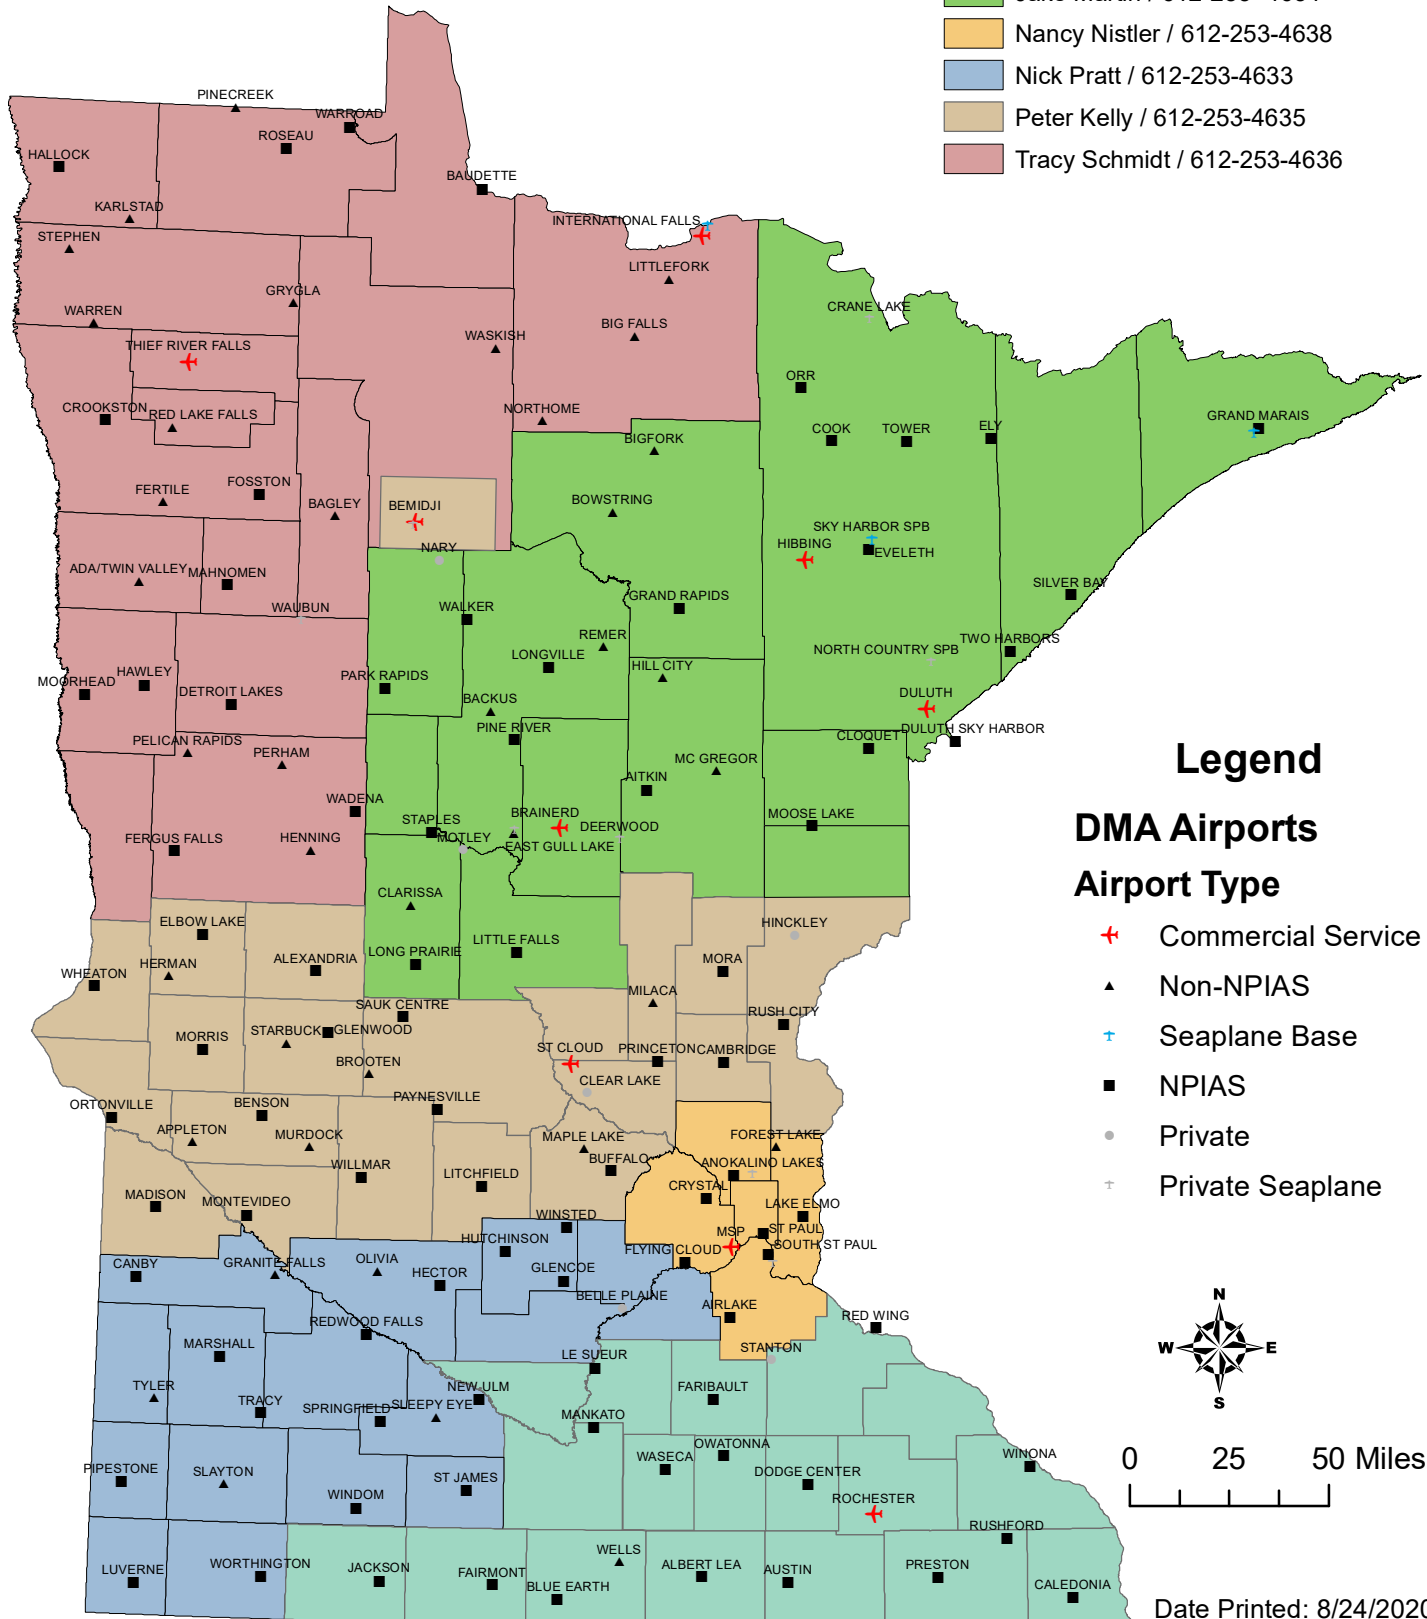 Nancy Nistler / 612-253-4638
Nick Pratt / 612-253-4633
Peter Kelly / 612-253-4635
Tracy Schmidt / 612-253-4636
PINECREEK
WARROAD
ROSEAU
HALLOCK
BAUDETTE
KARLSTAD
INTERNATIONAL FALLS
STEPHEN
LITTLEFORK
GRYGLA
CRANE LAKE
WARREN
BIG FALLS
WASKISH
THIEF RIVER FALLS
ORR
CROOKSTON
RED LAKE FALLS
NORTHOME
GRAND MARAIS
COOK
TOWER
ELY
BIGFORK
FERTILE
FOSSTON
BAGLEY
BEMIDJI
BOWSTRING
SKY HARBOR SPB
HIBBING
EVELETH
NARY
ADA/TWIN VALLEY
MAHNOMEN
SILVER BAY
WAUBUN
WALKER
GRAND RAPIDS
REMER
TWO HARBORS
NORTH COUNTRY SPB
LONGVILLE
HILL CITY
MOORHEAD
HAWLEY
DETROIT LAKES
PARK RAPIDS
BACKUS
DULUTH
PINE RIVER
DULUTH SKY HARBOR
CLOQUET
PELICAN RAPIDS
PERHAM
MC GREGOR
AITKIN
WADENA
STAPLES
BRAINERD
DEERWOOD
MOOSE LAKE
FERGUS FALLS
HENNING
MOTLEY
EAST GULL LAKE
CLARISSA
ELBOW LAKE
HINCKLEY
LITTLE FALLS
LONG PRAIRIE
ALEXANDRIA
HERMAN
WHEATON
MORA
MILACA
SAUK CENTRE
RUSH CITY
MORRIS
STARBUCK
GLENWOOD
ST CLOUD
PRINCETON
CAMBRIDGE
BROOTEN
CLEAR LAKE
ORTONVILLE
BENSON
PAYNESVILLE
APPLETON
MURDOCK
MAPLE LAKE
FOREST LAKE
BUFFALO
ANOKA
LINO LAKES
WILLMAR
LITCHFIELD
CRYSTAL
MADISON
MONTEVIDEO
LAKE ELMO
WINSTED
MSP
ST PAUL
HUTCHINSON
SOUTH ST PAUL
FLYING CLOUD
CANBY
GRANITE FALLS
OLIVIA
HECTOR
GLENCOE
BELLE PLAINE
AIRLAKE
RED WING
REDWOOD FALLS
MARSHALL
LE SUEUR
STANTON
TYLER
TRACY
SPRINGFIELD
SLEEPY EYE
NEW ULM
FARIBAULT
MANKATO
OWATONNA
WASECA
DODGE CENTER
WINONA
PIPESTONE
SLAYTON
ST JAMES
WINDOM
ROCHESTER
RUSHFORD
LUVERNE
WORTHINGTON
JACKSON
FAIRMONT
WELLS
BLUE EARTH
ALBERT LEA
AUSTIN
PRESTON
CALEDONIA
Legend
DMA Airports
Airport Type
Commercial Service
Non-NPIAS
Seaplane Base
NPIAS
Private
Private Seaplane
N
W E
S
0 25 50 Miles
Date Printed: 8/24/2020